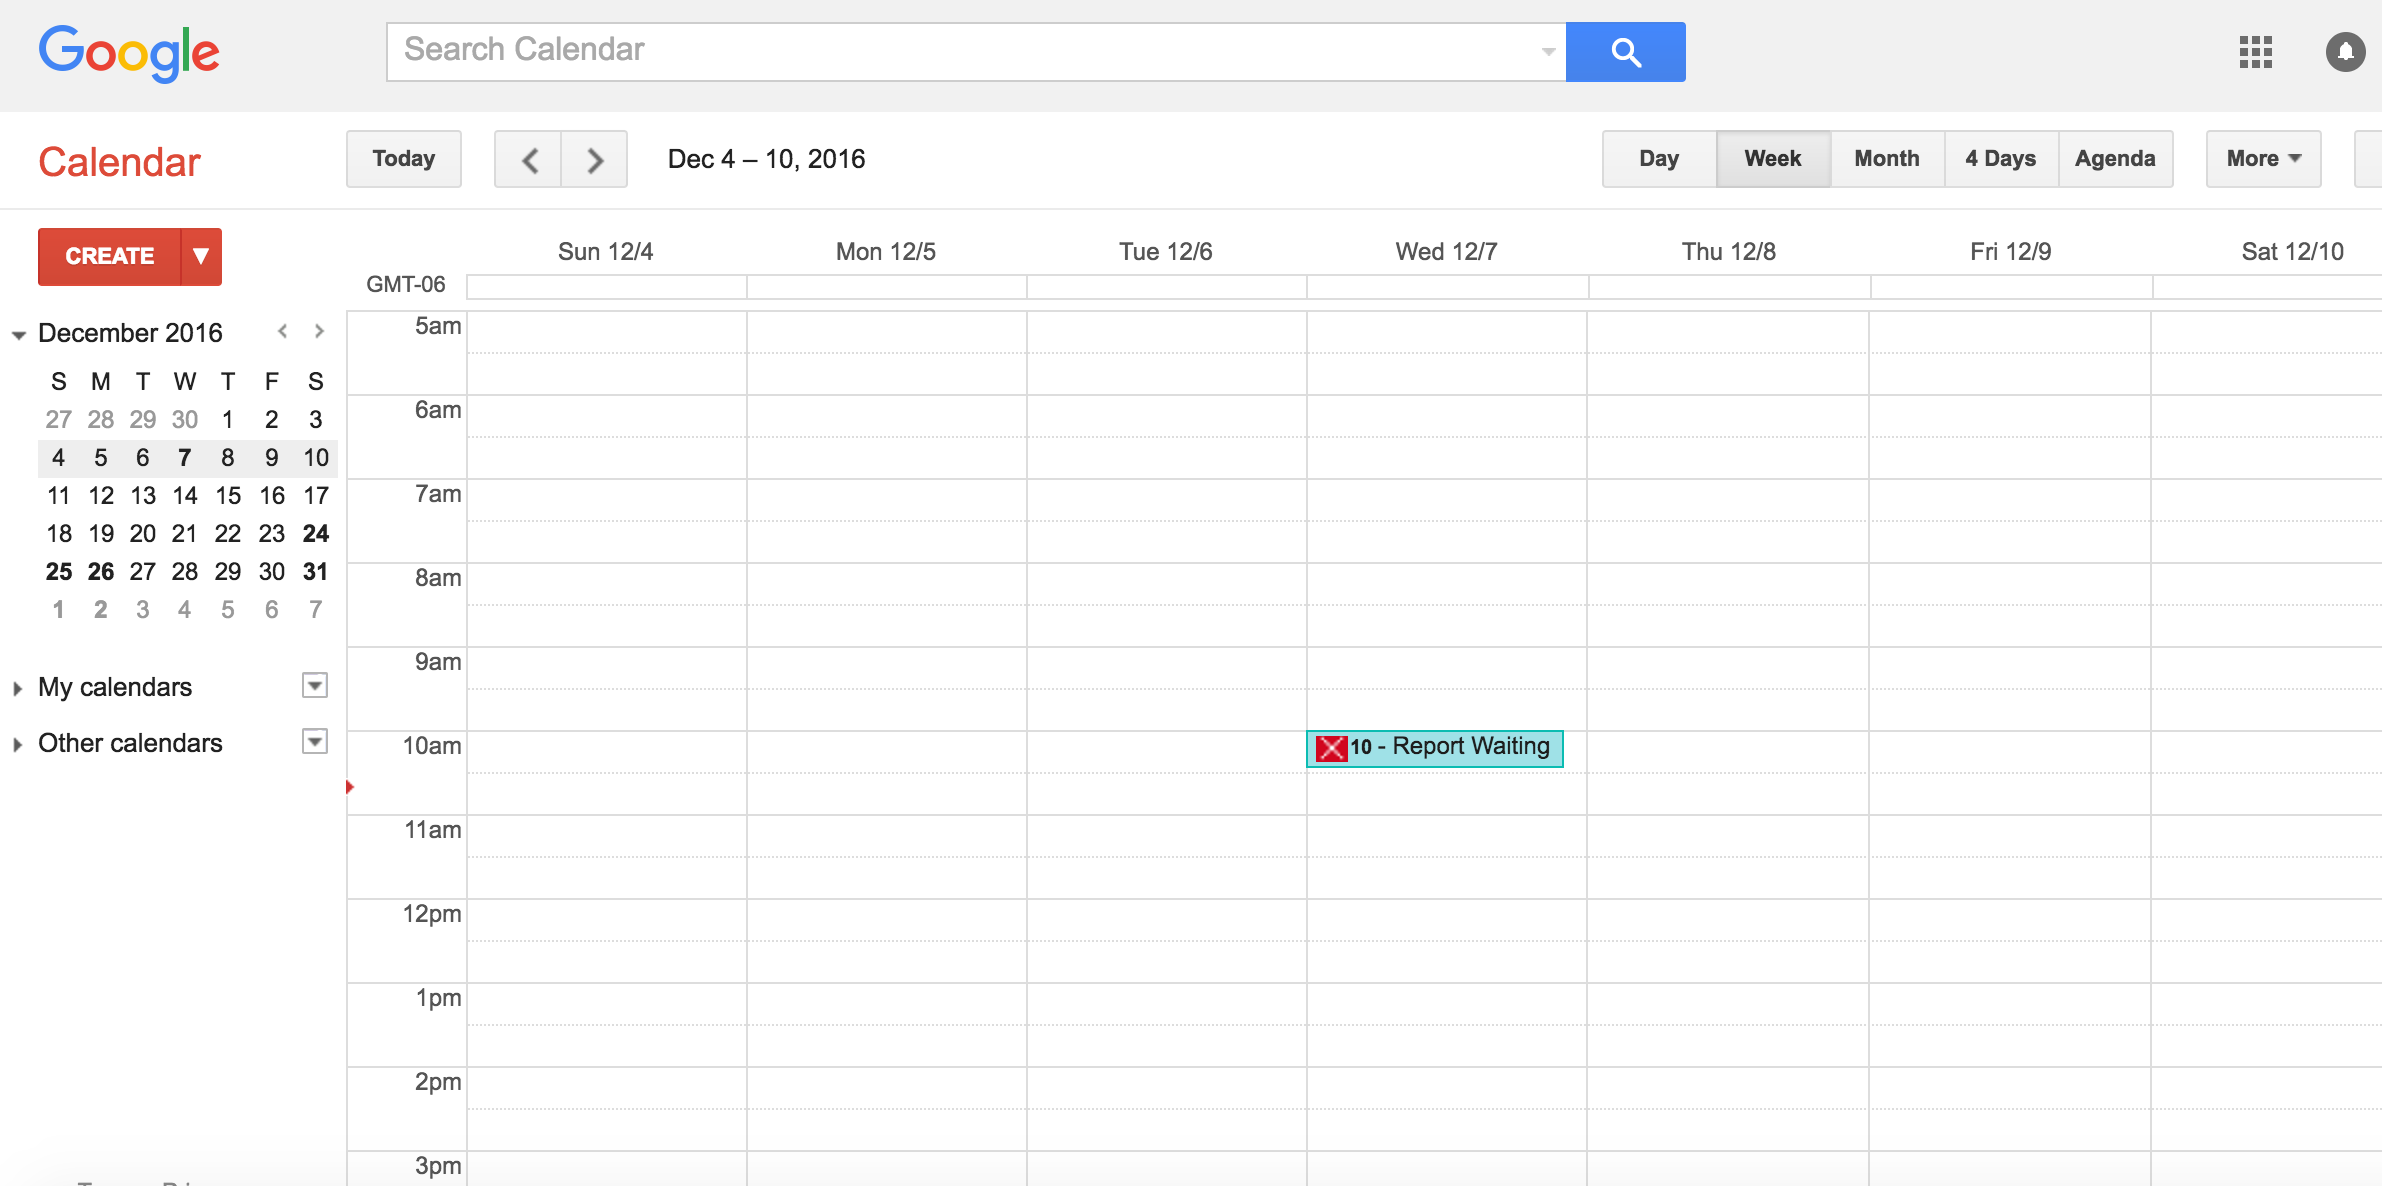 Google
Search Calendar
Calendar
Today
Dec 4 – 10, 2016
Day Week Month 4 Days Agenda
More
CREATE
December 2016
S M T W T F S
27 28 29 30 1 2 3
4 5 6 7 8 9 10
11 12 13 14 15 16 17
18 19 20 21 22 23 24
25 26 27 28 29 30 31
1 2 3 4 5 6 7
My calendars
Other calendars
Sun 12/4 Mon 12/5 Tue 12/6 Wed 12/7 Thu 12/8 Fri 12/9 Sat 12/10
GMT-06
5am
6am
7am
8am
9am
10am
10 - Report Waiting
11am
12pm
1pm
2pm
3pm